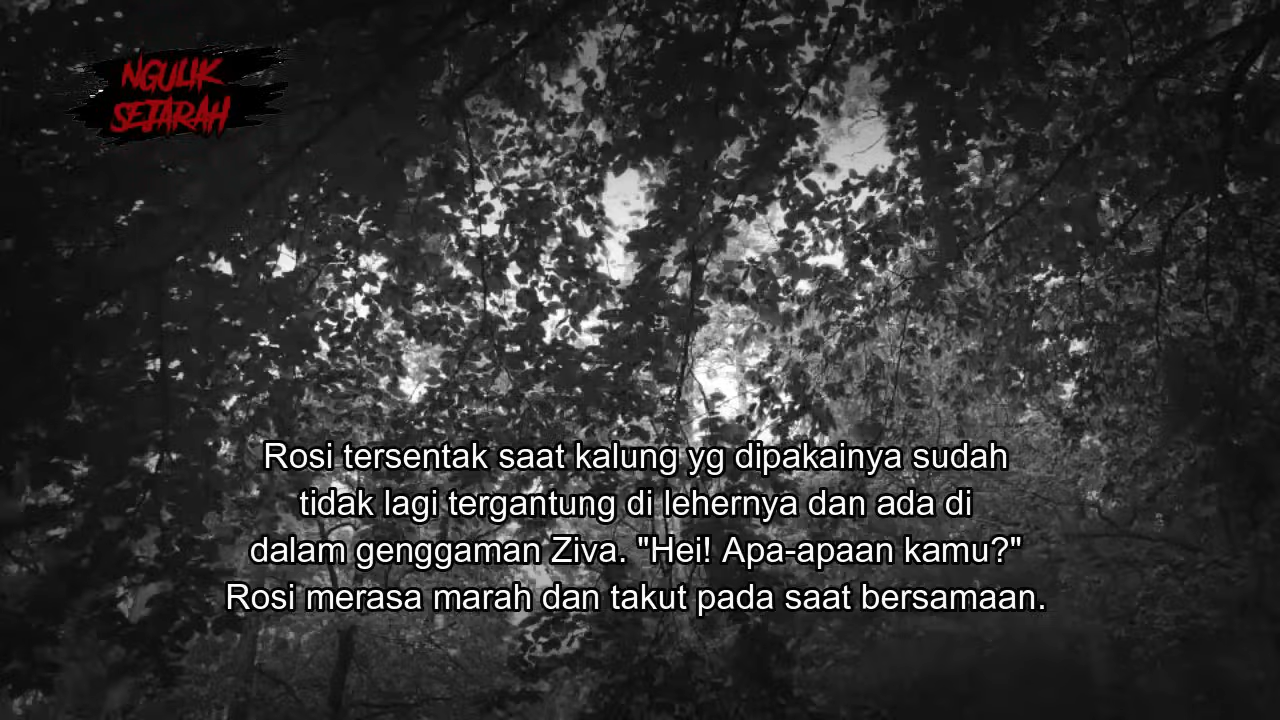 NGULIK
SEJARAH
Rosi tersentak saat kalung yg dipakainya sudah
tidak lagi tergantung di lehernya dan ada di
dalam genggaman Ziva. "Hei! Apa-apaan kamu?"
Rosi merasa marah dan takut pada saat bersamaan.